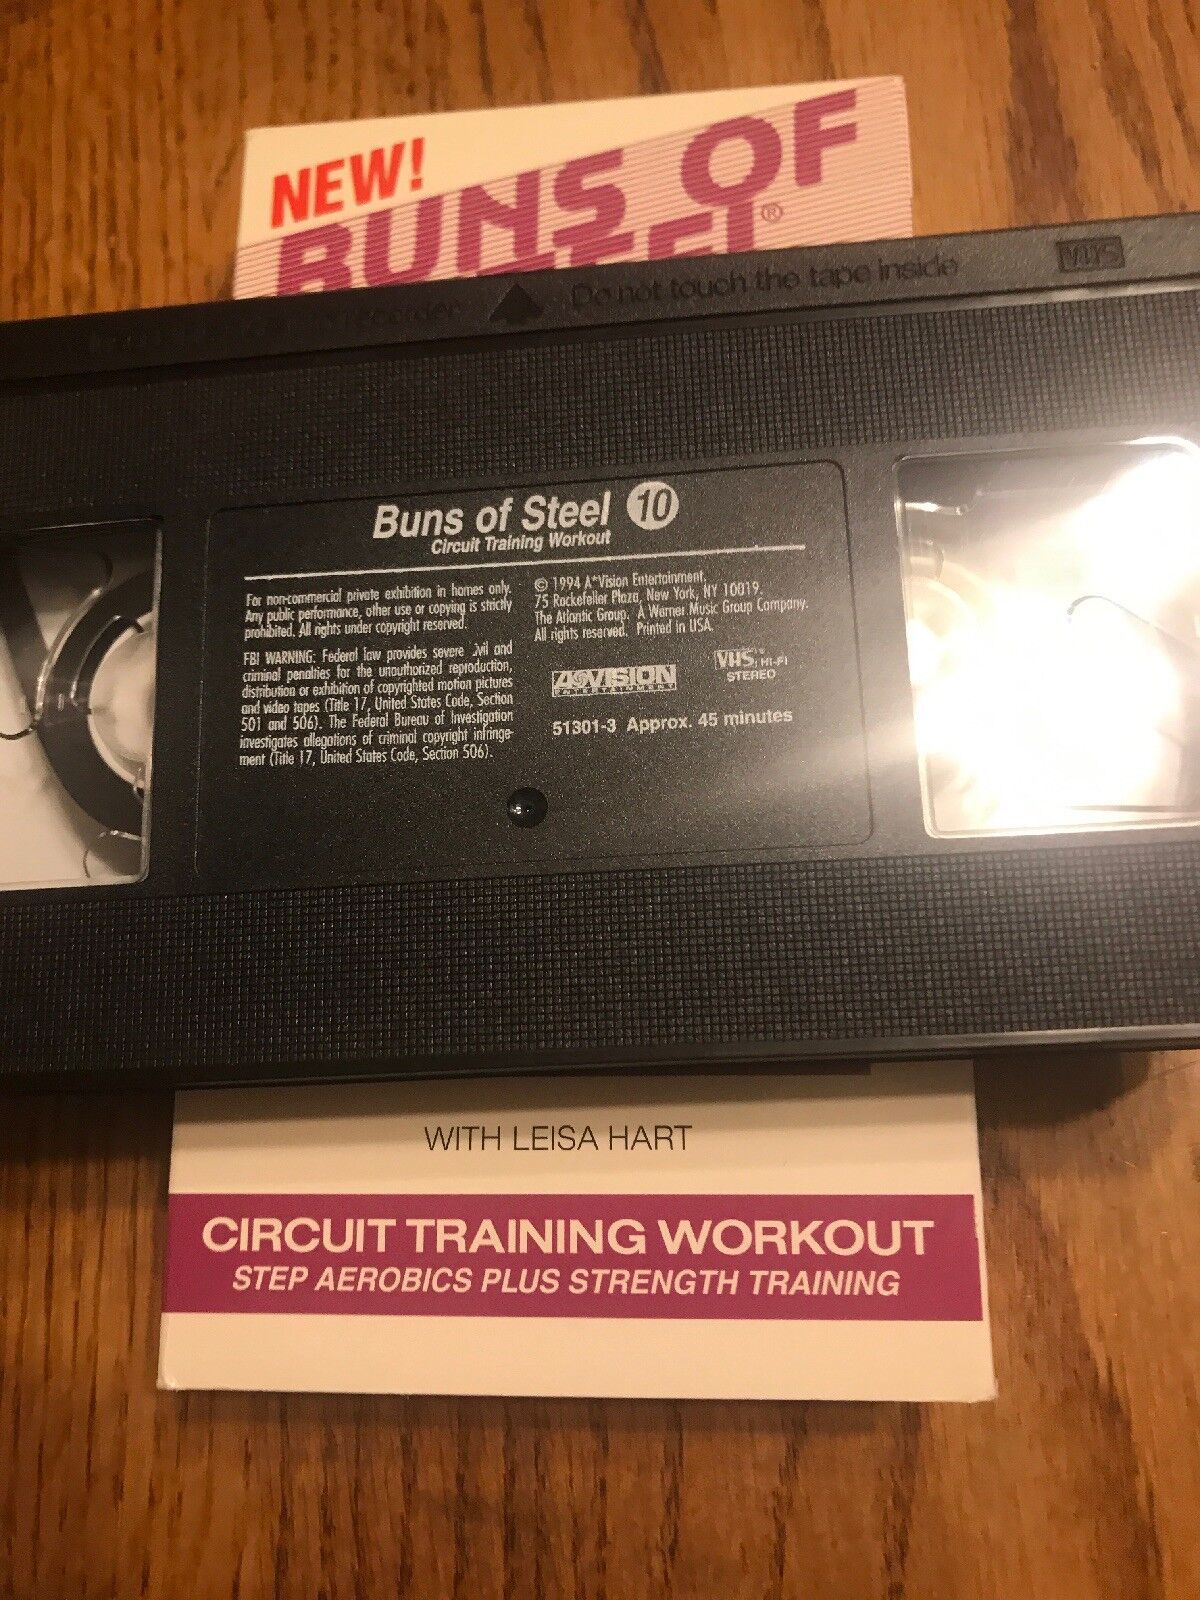 NEW!
BUNS OF
STEEL®
recorder Do not touch the tape inside VHS
Buns of Steel 10
Circuit Training Workout
For non-commercial private exhibition in homes only.
Any public performance, other use or copying is strictly
prohibited. All rights under copyright reserved.
FBI WARNING: Federal law provides severe civil and
criminal penalties for the unauthorized reproduction,
distribution or exhibition of copyrighted motion pictures
and video tapes (Title 17, United States Code, Section
501 and 506). The Federal Bureau of Investigation
investigates allegations of criminal copyright infringe-
ment (Title 17, United States Code, Section 506).
© 1994 A*Vision Entertainment,
75 Rockefeller Plaza, New York, NY 10019.
The Atlantic Group. A Warner Music Group Company.
All rights reserved. Printed in USA.
A*VISION
ENTERTAINMENT
VHS HI-FI
STEREO
51301-3 Approx. 45 minutes
WITH LEISA HART
CIRCUIT TRAINING WORKOUT
STEP AEROBICS PLUS STRENGTH TRAINING